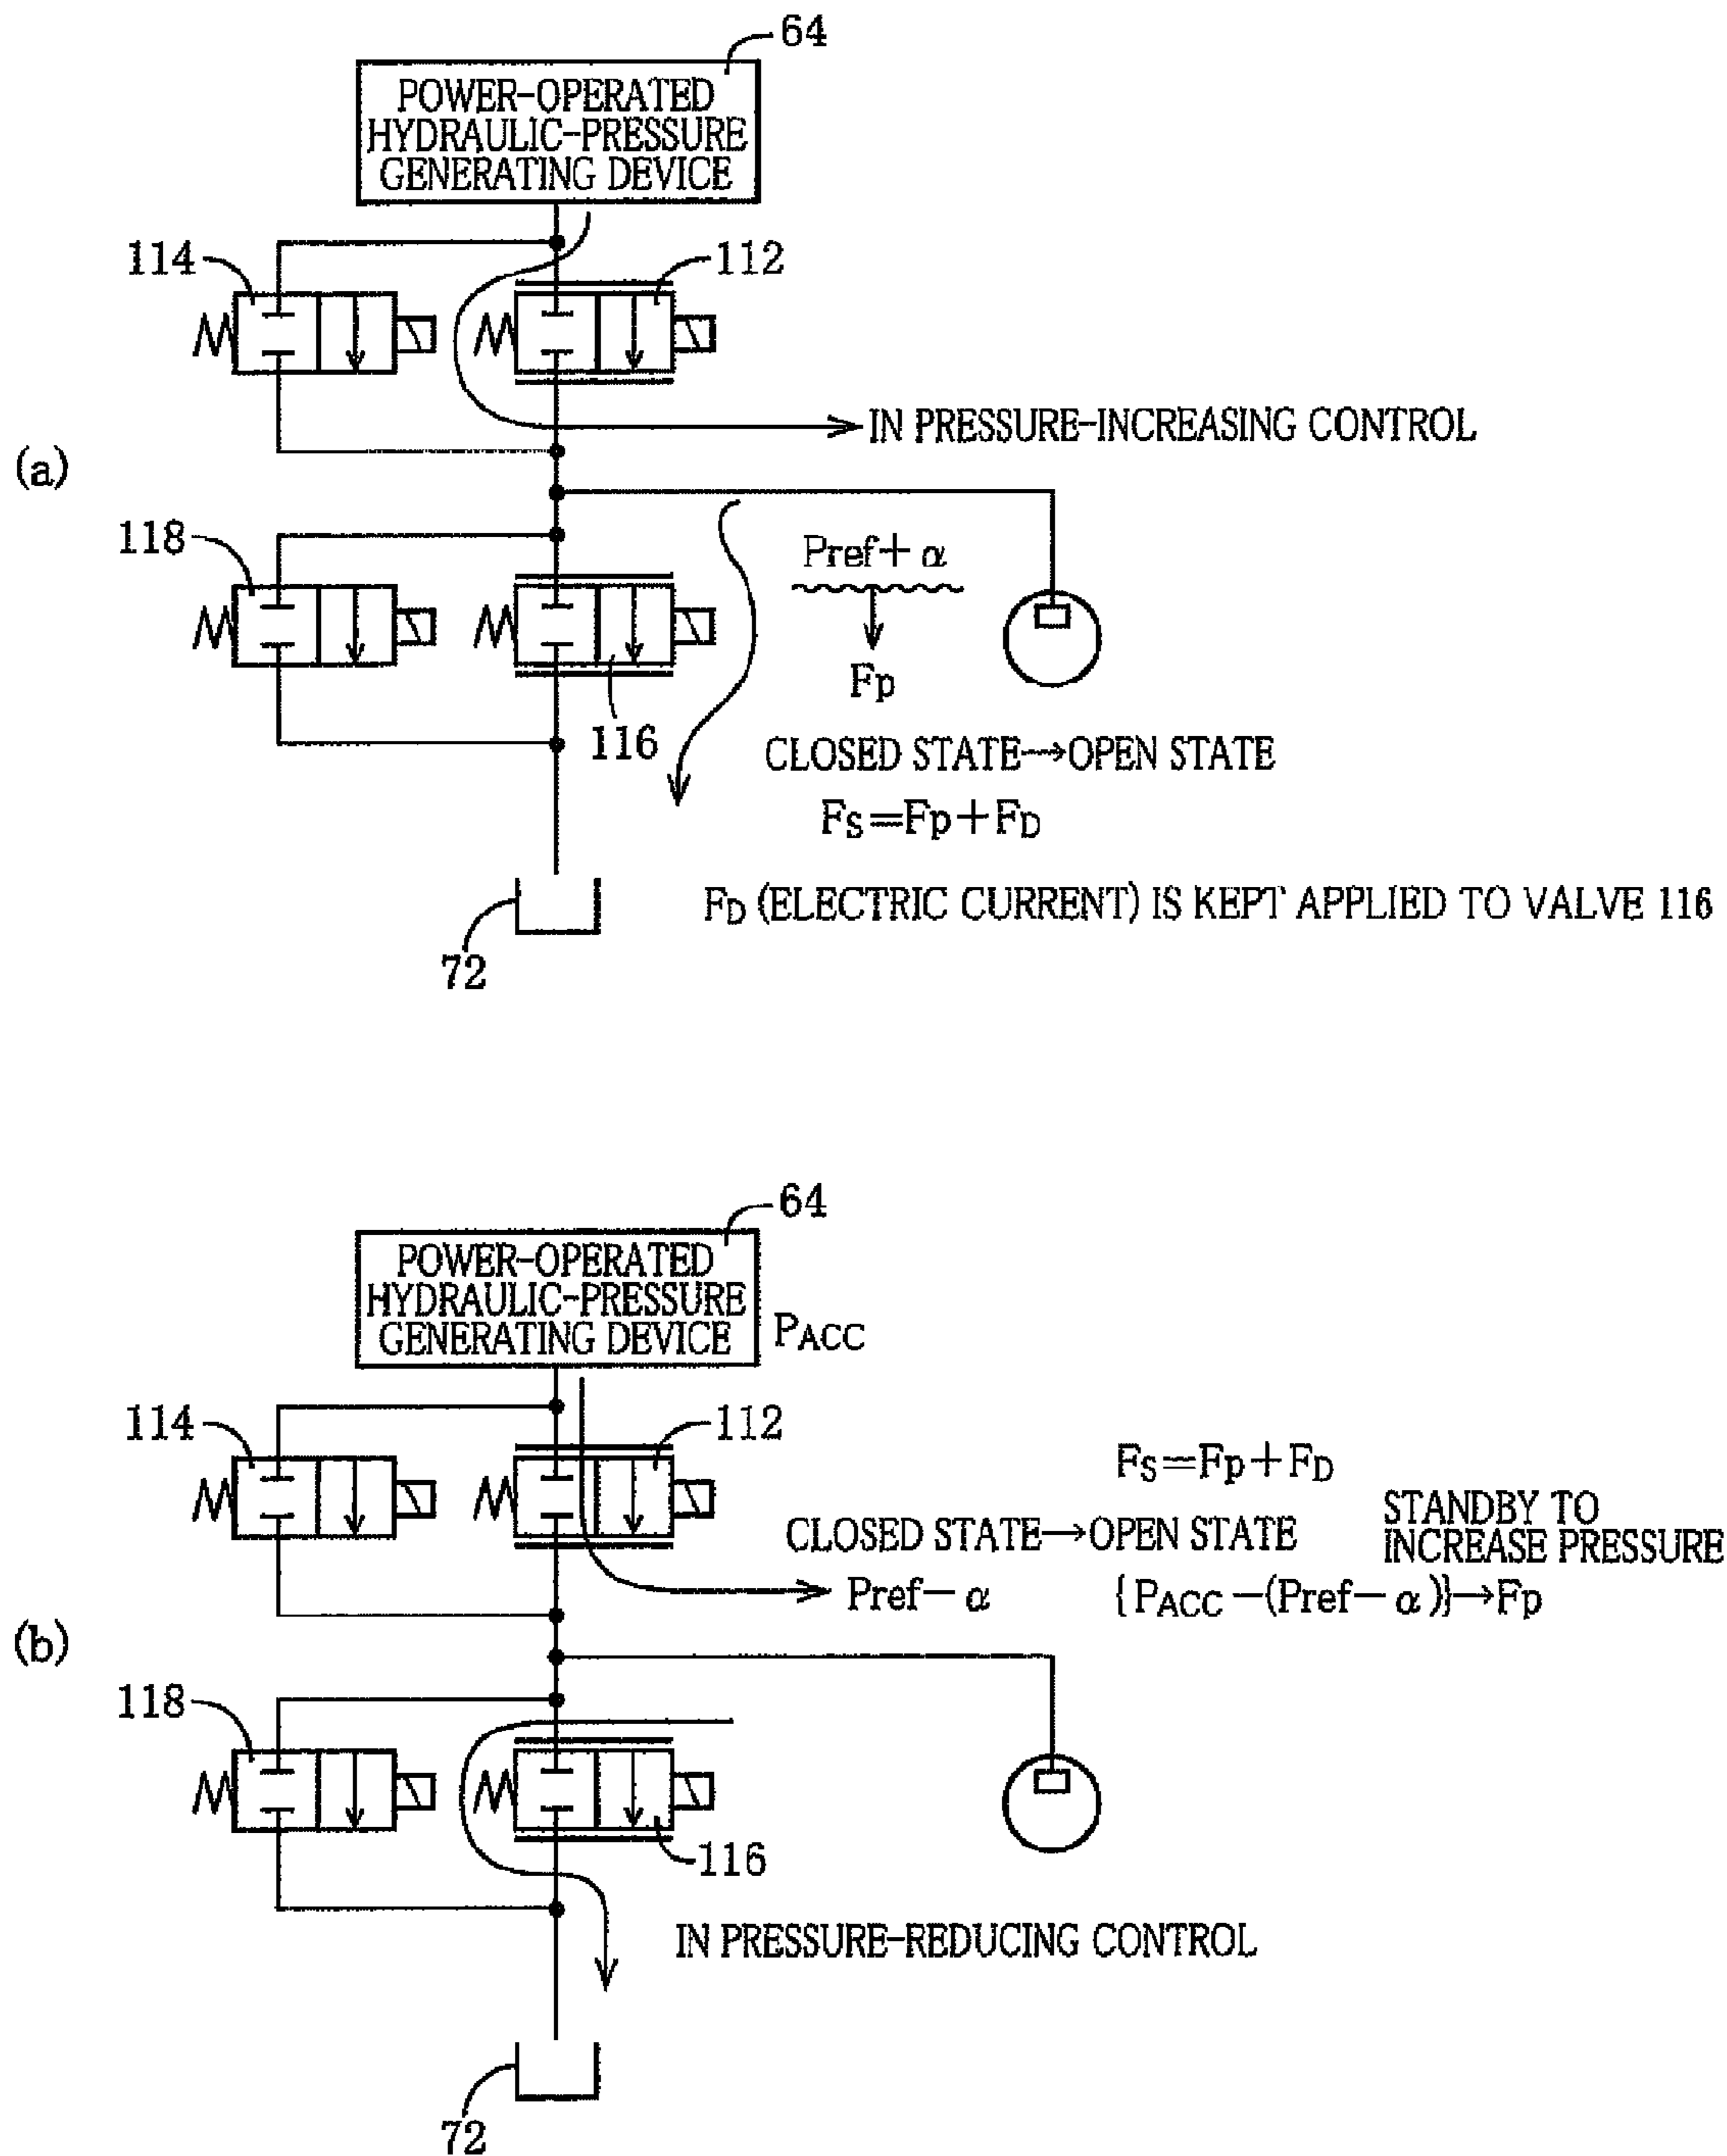 64
POWER-OPERATED
HYDRAULIC-PRESSURE
GENERATING DEVICE
114
112
IN PRESSURE-INCREASING CONTROL
(a)
118
Pref+α
Fp
116
CLOSED STATE→OPEN STATE
FS=Fp+FD
FD (ELECTRIC CURRENT) IS KEPT APPLIED TO VALVE 116
72
64
POWER-OPERATED
HYDRAULIC-PRESSURE
GENERATING DEVICE
PACC
114
112
FS=Fp+FD
CLOSED STATE→OPEN STATE
STANDBY TO
INCREASE PRESSURE
Pref-α
{PACC-(Pref-α)}→Fp
(b)
118
116
IN PRESSURE-REDUCING CONTROL
72